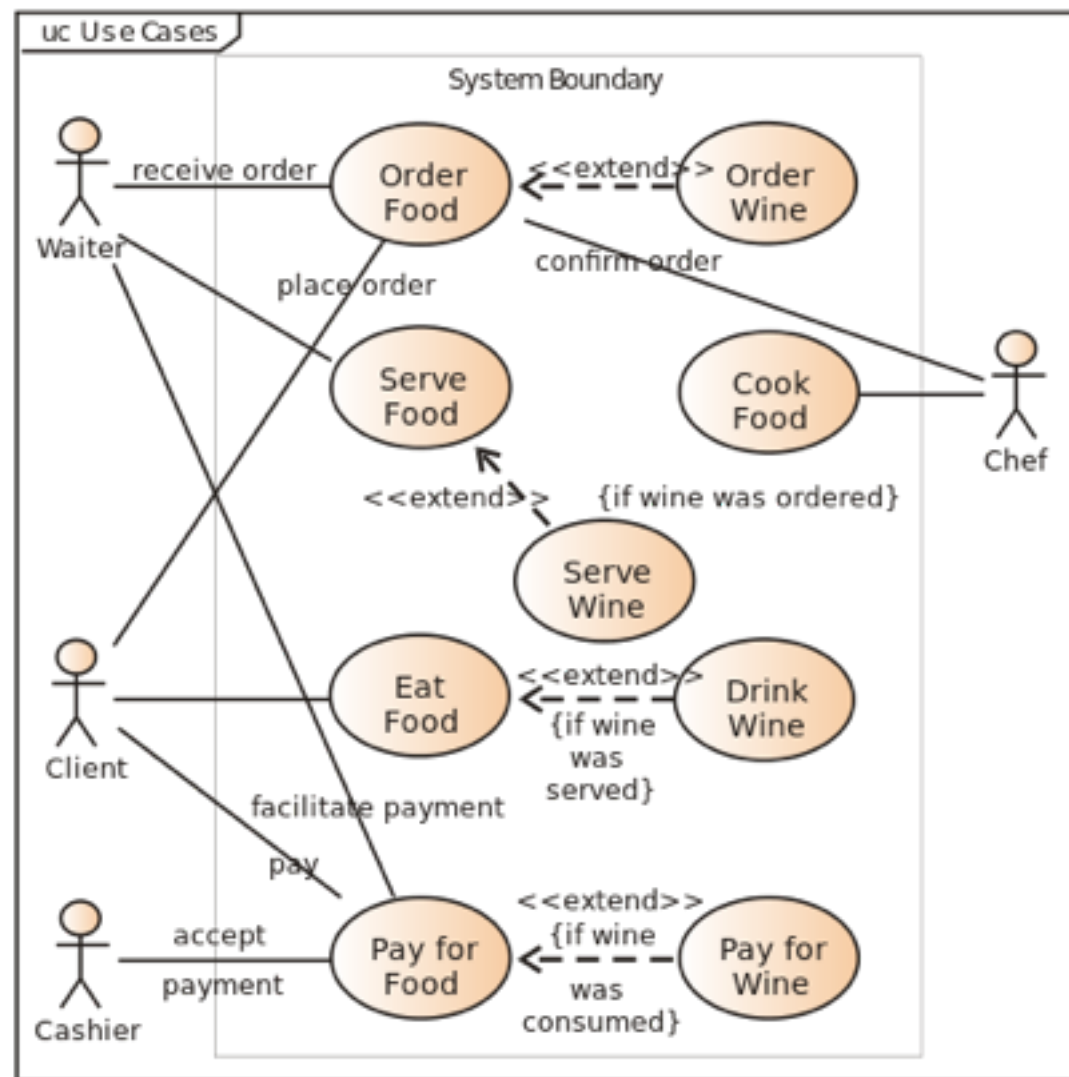 uc Use Cases
System Boundary
receive order
Order
Food
<<extend>>
Order
Wine
Waiter
confirm order
place order
Serve
Food
Cook
Food
Chef
<<extend>>
{if wine was ordered}
Serve
Wine
Eat
Food
<<extend>>
{if wine
was
served}
Drink
Wine
Client
facilitate payment
pay
accept
payment
Pay for
Food
<<extend>>
{if wine
was
consumed}
Pay for
Wine
Cashier